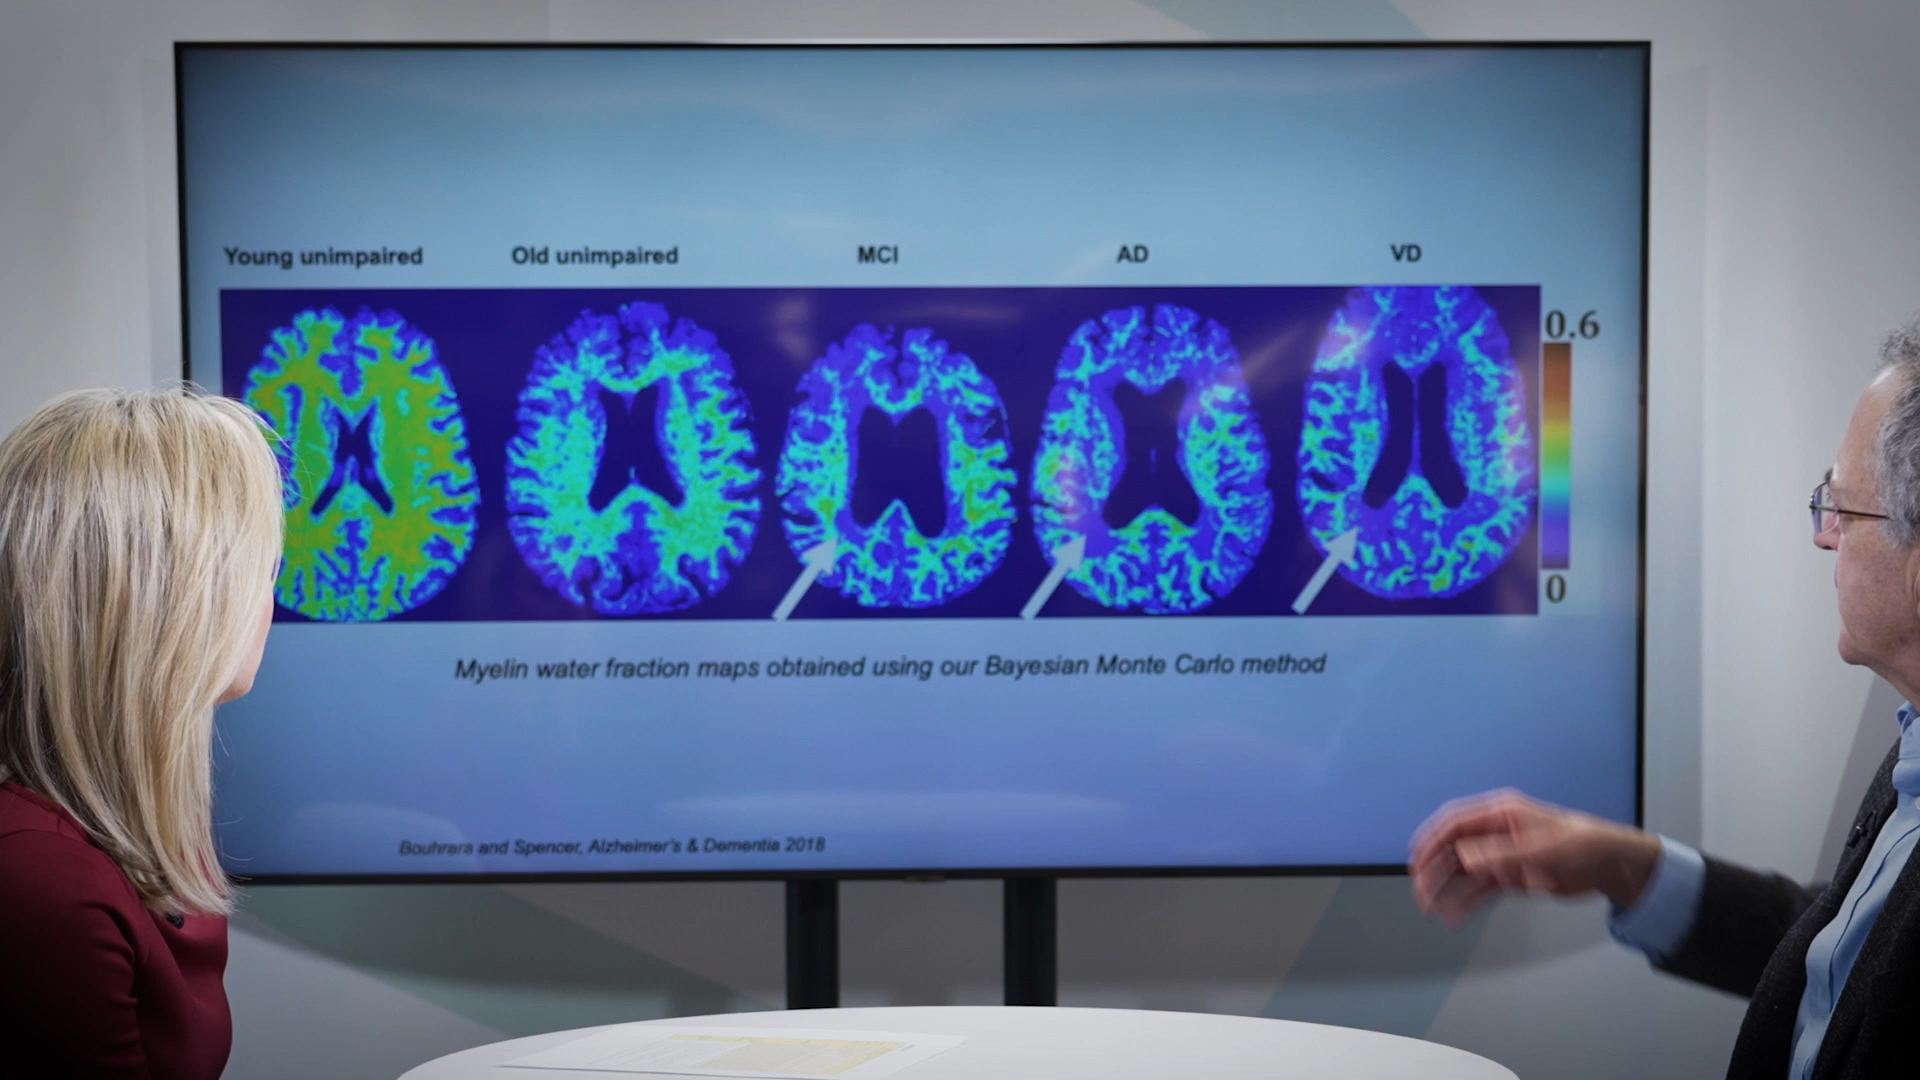 Young unimpaired
Old unimpaired
MCI
AD
VD
0.6
0
Myelin water fraction maps obtained using our Bayesian Monte Carlo method
Bouhrara and Spencer, Alzheimer's & Dementia 2018